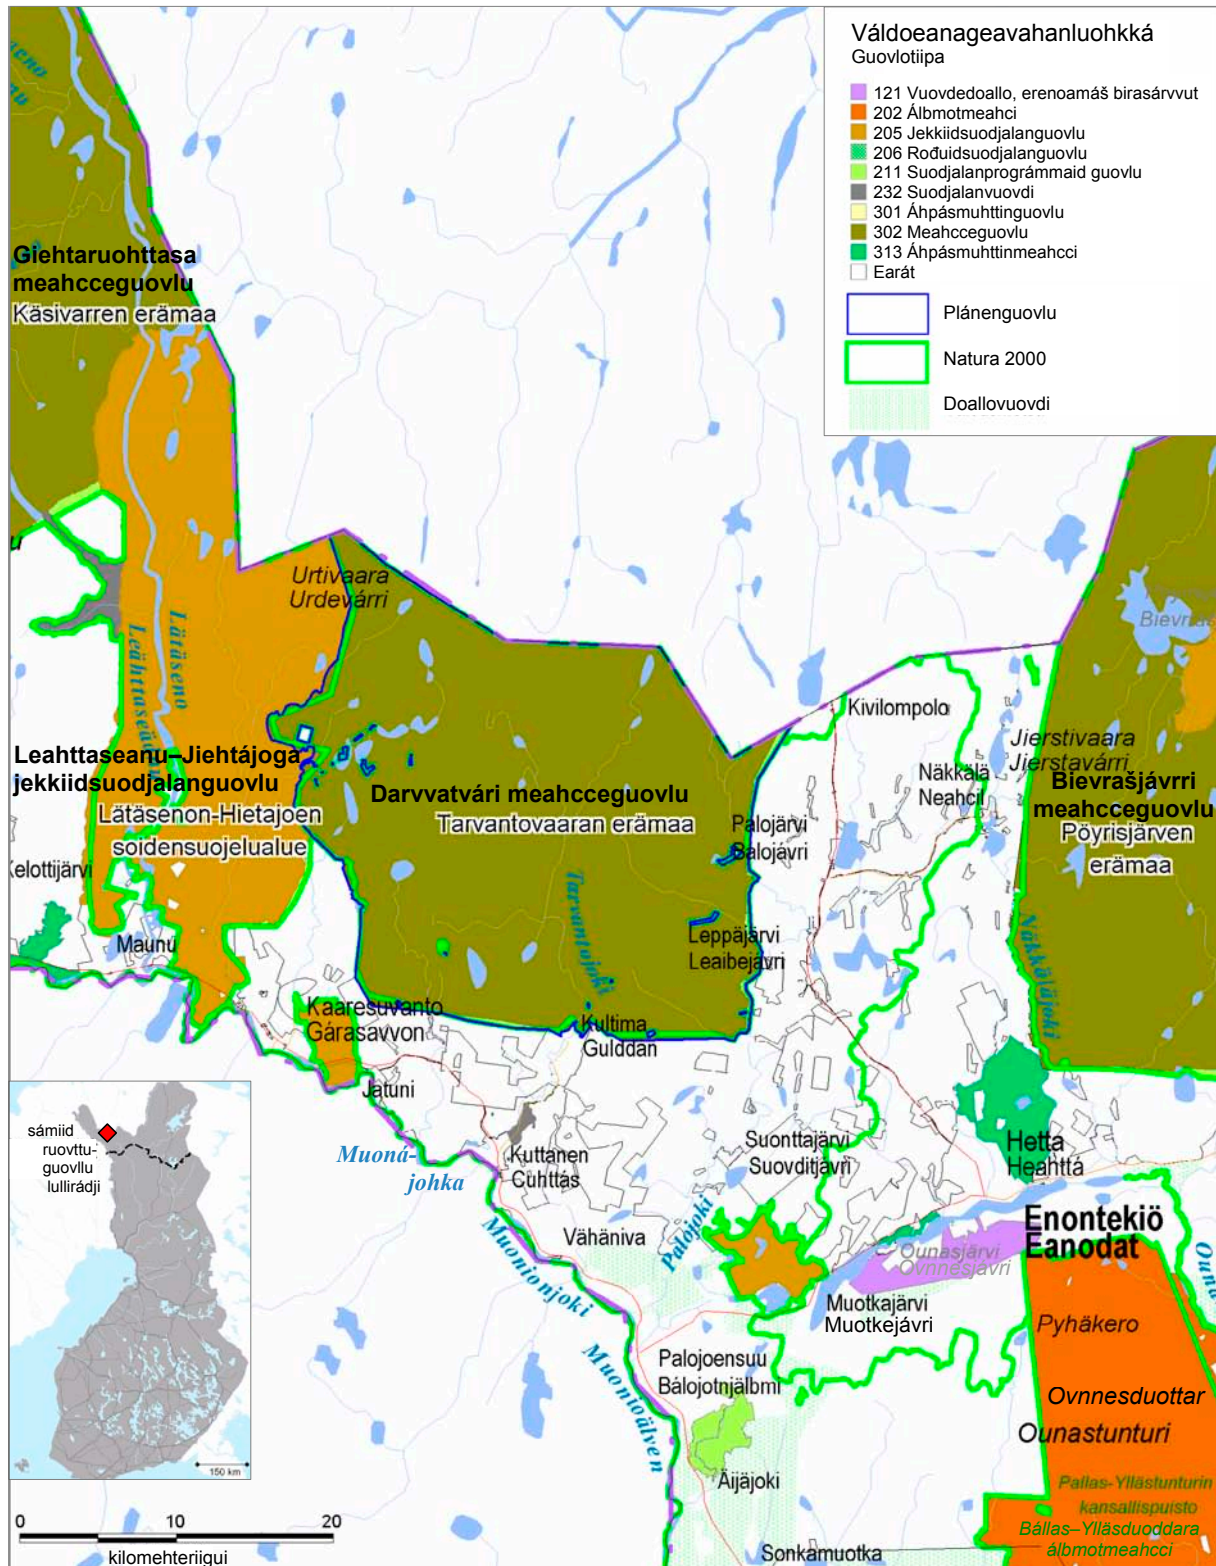 Váldoeanageavahanluohkká
Guovlotiipa
121 Vuovdedoallo, erenoamáš birasárvvut
202 Álbmotmeahci
205 Jekkiidsuodjalanguovlu
206 Rođuidsuodjalanguovlu
211 Suodjalanprográmmaid guovlu
232 Suodjalanvuovdi
301 Áhpásmuhttinguovlu
302 Meahcceguovlu
313 Áhpásmuhttinmeahcci
Earát
Plánenguovlu
Natura 2000
Doallovuovdi
Giehtaruohttasa
meahcceguovlu
Käsivarren erämaa
Urtivaara
Urdevárri
Lätäseno
Leähttaseädnu
Leahttaseanu–Jiehtájoga
jekkiidsuodjalanguovlu
Lätäsenon-Hietajoen
soidensuojelualue
Kelottijärvi
Maunu
Darvvatvári meahcceguovlu
Tarvantovaaran erämaa
Tarvantojoki
Kivilompolo
Näkkälä
Neahcil
Jierstivaara
Jierstavárri
Bievrašjávrri
meahcceguovlu
Pöyrisjärven
erämaa
Palojärvi
Balojávri
Leppäjärvi
Leaibejávri
Näkkäläjoki
Kaaresuvanto
Gárasavvon
Kultima
Gulddán
Jatuni
Muoná-
johka
Kuttanen
Cuhttás
Suonttajärvi
Suovditjávri
Hetta
Heahttá
Enontekiö
Eanodat
Ounasjärvi
Ovnnesjávri
Vähäniva
Palojoki
Muonionjoki
Muotkajärvi
Muotkejávri
Pyhäkero
Palojoensuu
Bálojotnjálbmi
Muonioälven
Ovnnesduottar
Ounastunturi
Äijäjoki
Pallas-Yllästunturin
kansallispuisto
Bállas–Ylläsduoddara
álbmotmeahcci
Sonkamuotka
sámiid
ruovttu-
guovllu
lullirádji
150 km
0 10 20
kilomehteriigui